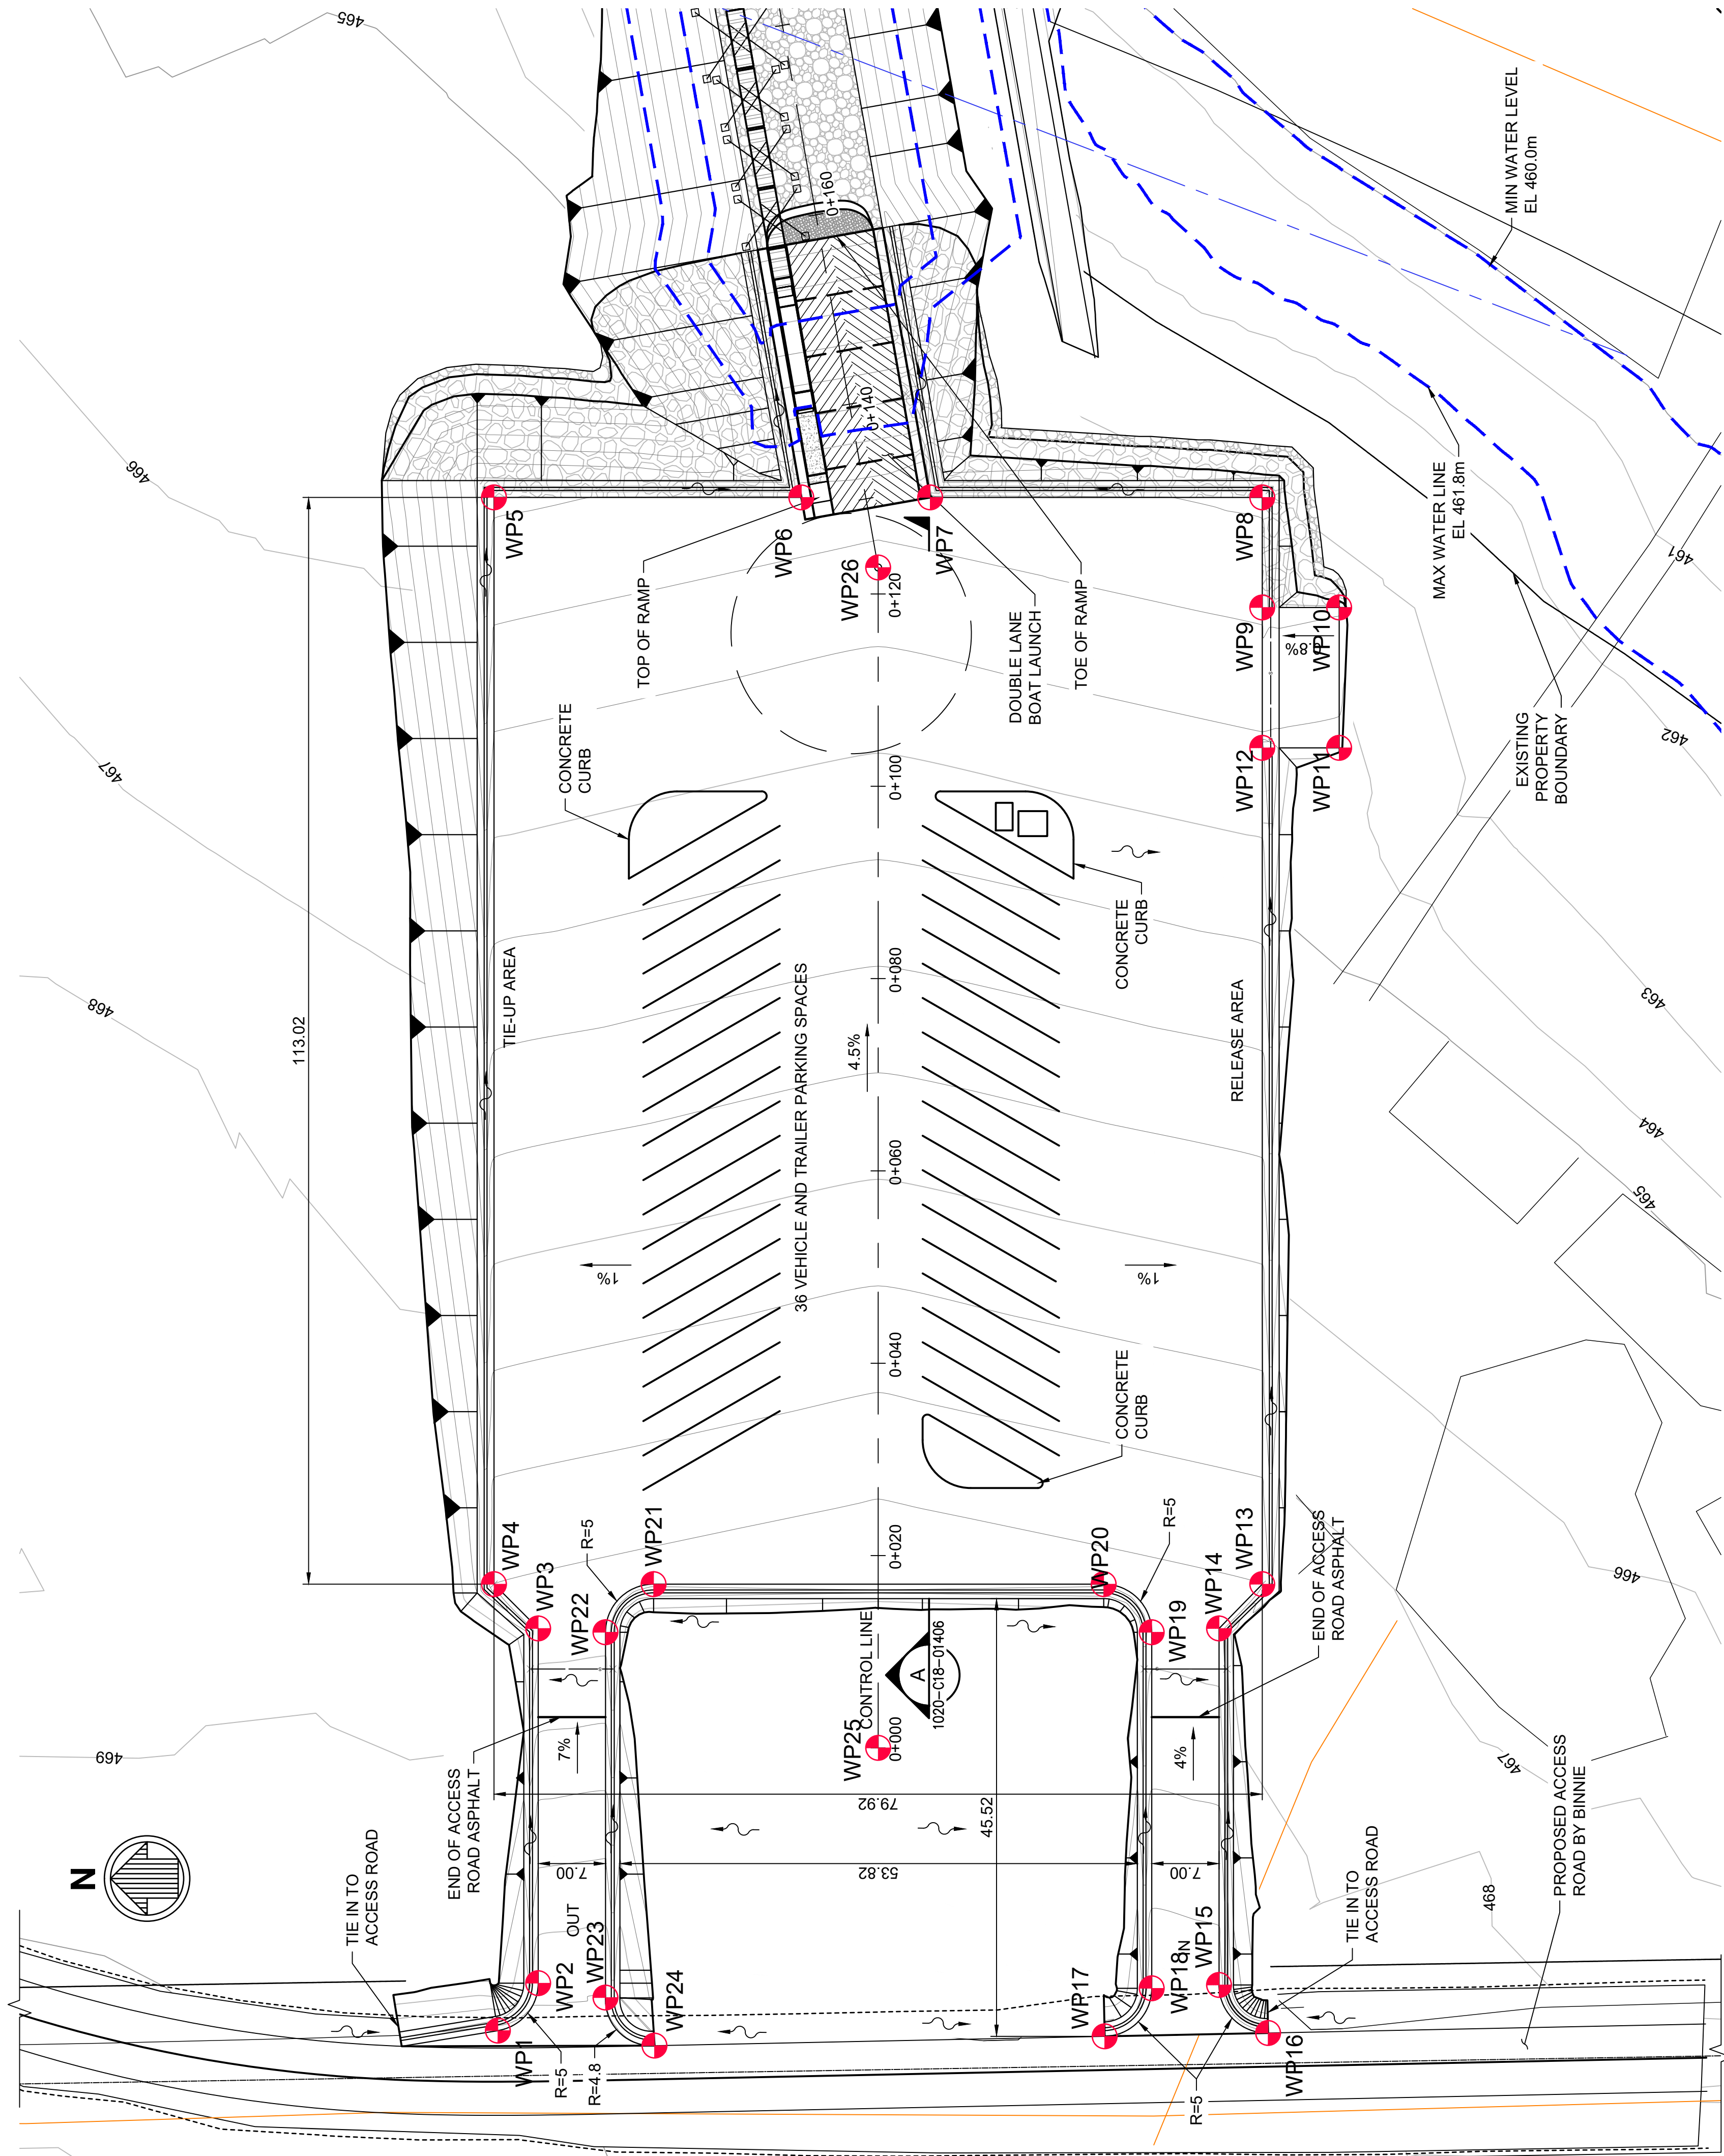 465
466
467
468
469
N
0+160
0+140
MIN WATER LEVEL
EL 460.0m
MAX WATER LINE
EL 461.8m
461
462
463
464
465
466
467
468
WP5
WP6
WP7
WP8
WP26
0+120
WP9
WP10
WP12
WP11
TOP OF RAMP
DOUBLE LANE
BOAT LAUNCH
TOE OF RAMP
EXISTING
PROPERTY
BOUNDARY
CONCRETE
CURB
0+100
CONCRETE
CURB
113.02
TIE-UP AREA
36 VEHICLE AND TRAILER PARKING SPACES
0+080
4.5%
RELEASE AREA
0+060
1%
1%
0+040
CONCRETE
CURB
0+020
WP4
WP3
R=5
WP22
WP21
WP20
R=5
WP19
WP14
WP13
END OF ACCESS
ROAD ASPHALT
CONTROL LINE
A
1020-C18-01406
WP25
0+000
7%
4%
END OF ACCESS
ROAD ASPHALT
79.92
45.52
7.00
53.82
7.00
TIE IN TO
ACCESS ROAD
OUT
IN
TIE IN TO
ACCESS ROAD
PROPOSED ACCESS
ROAD BY BINNIE
WP1
WP2
WP23
WP24
WP17
WP18
WP15
WP16
R=5
R=4.8
R=5